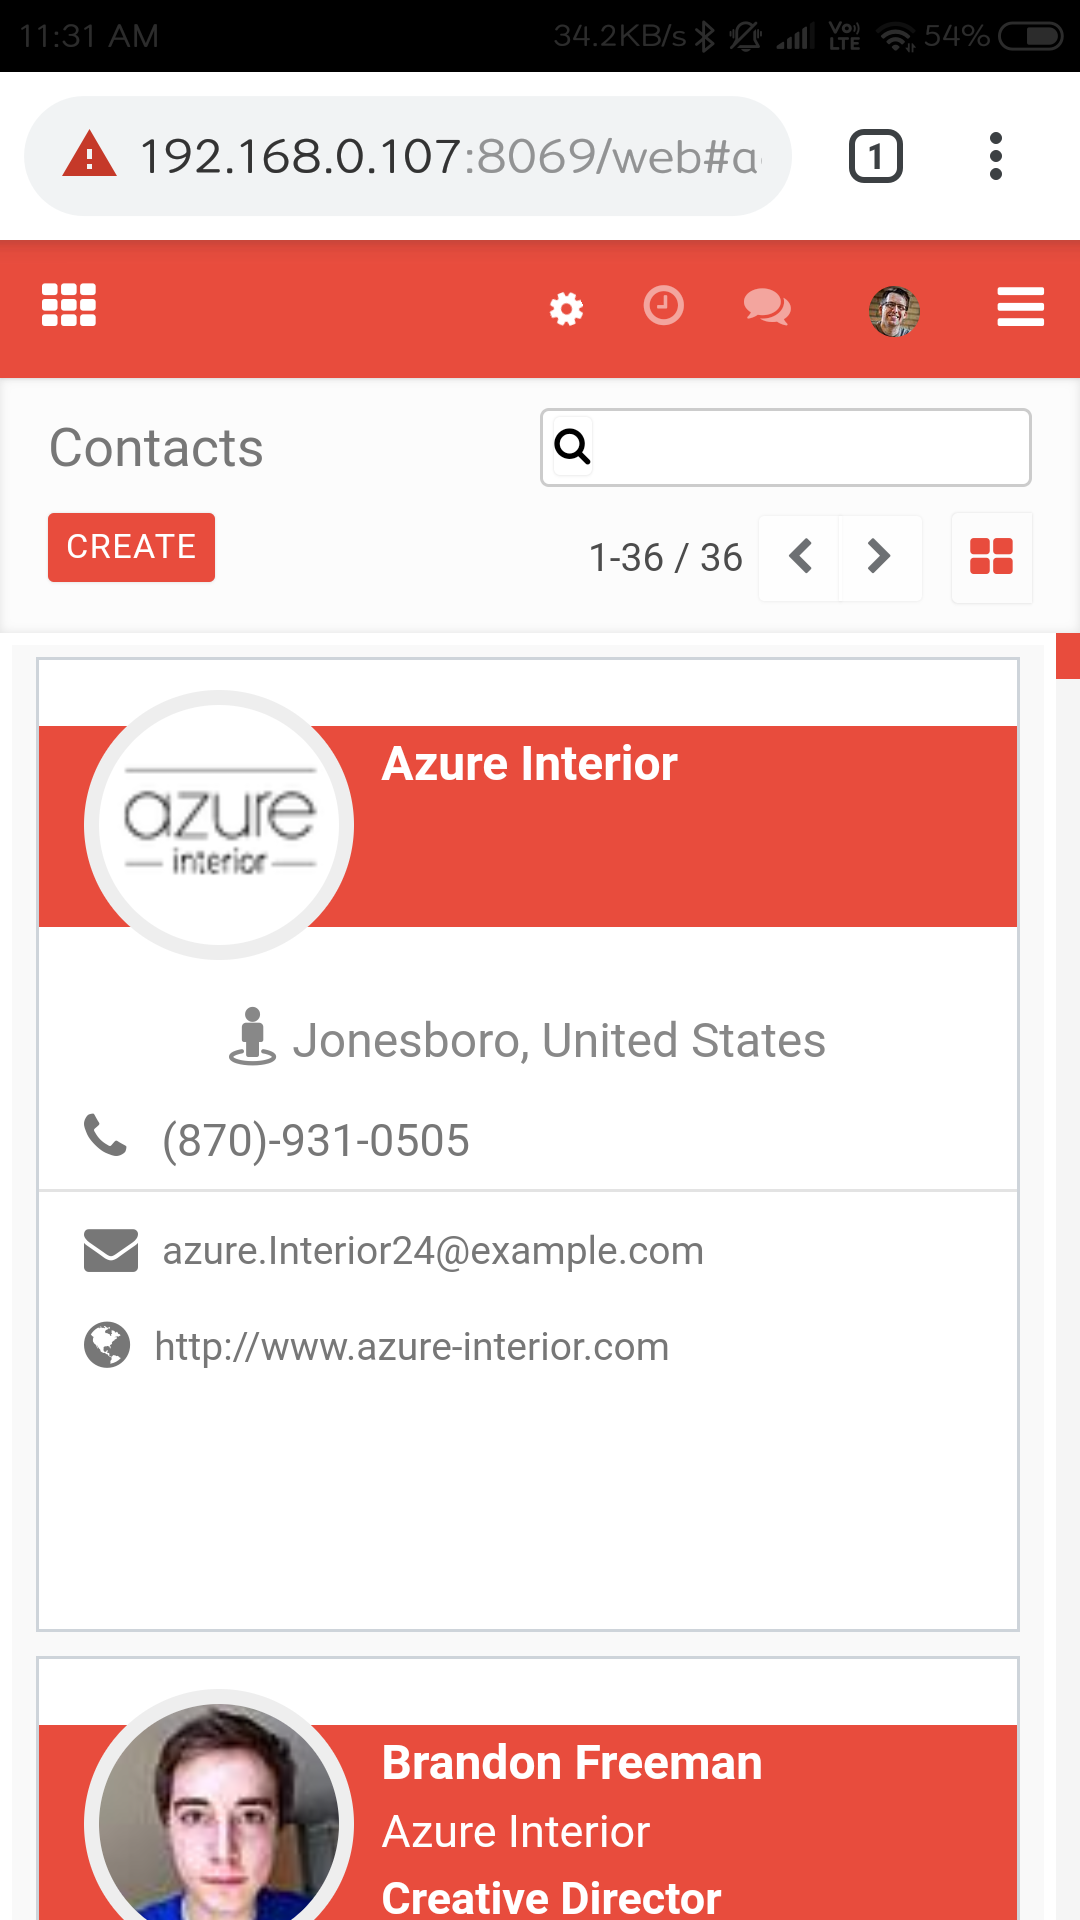 11:31 AM 34.2KB/s Vo)) LTE 54%
192.168.0.107:8069/web#a
1
Contacts
CREATE
1-36 / 36
azure
interior
Azure Interior
Jonesboro, United States
(870)-931-0505
azure.Interior24@example.com
http://www.azure-interior.com
Brandon Freeman
Azure Interior
Creative Director